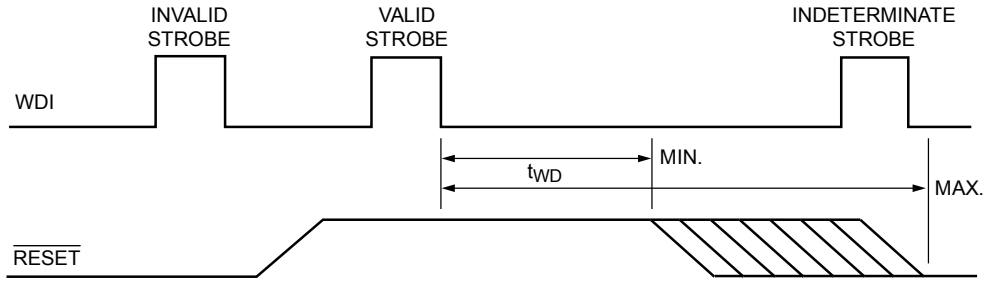 INVALID
STROBE
VALID
STROBE
INDETERMINATE
STROBE
WDI
MIN.
tWD
MAX.
RESET